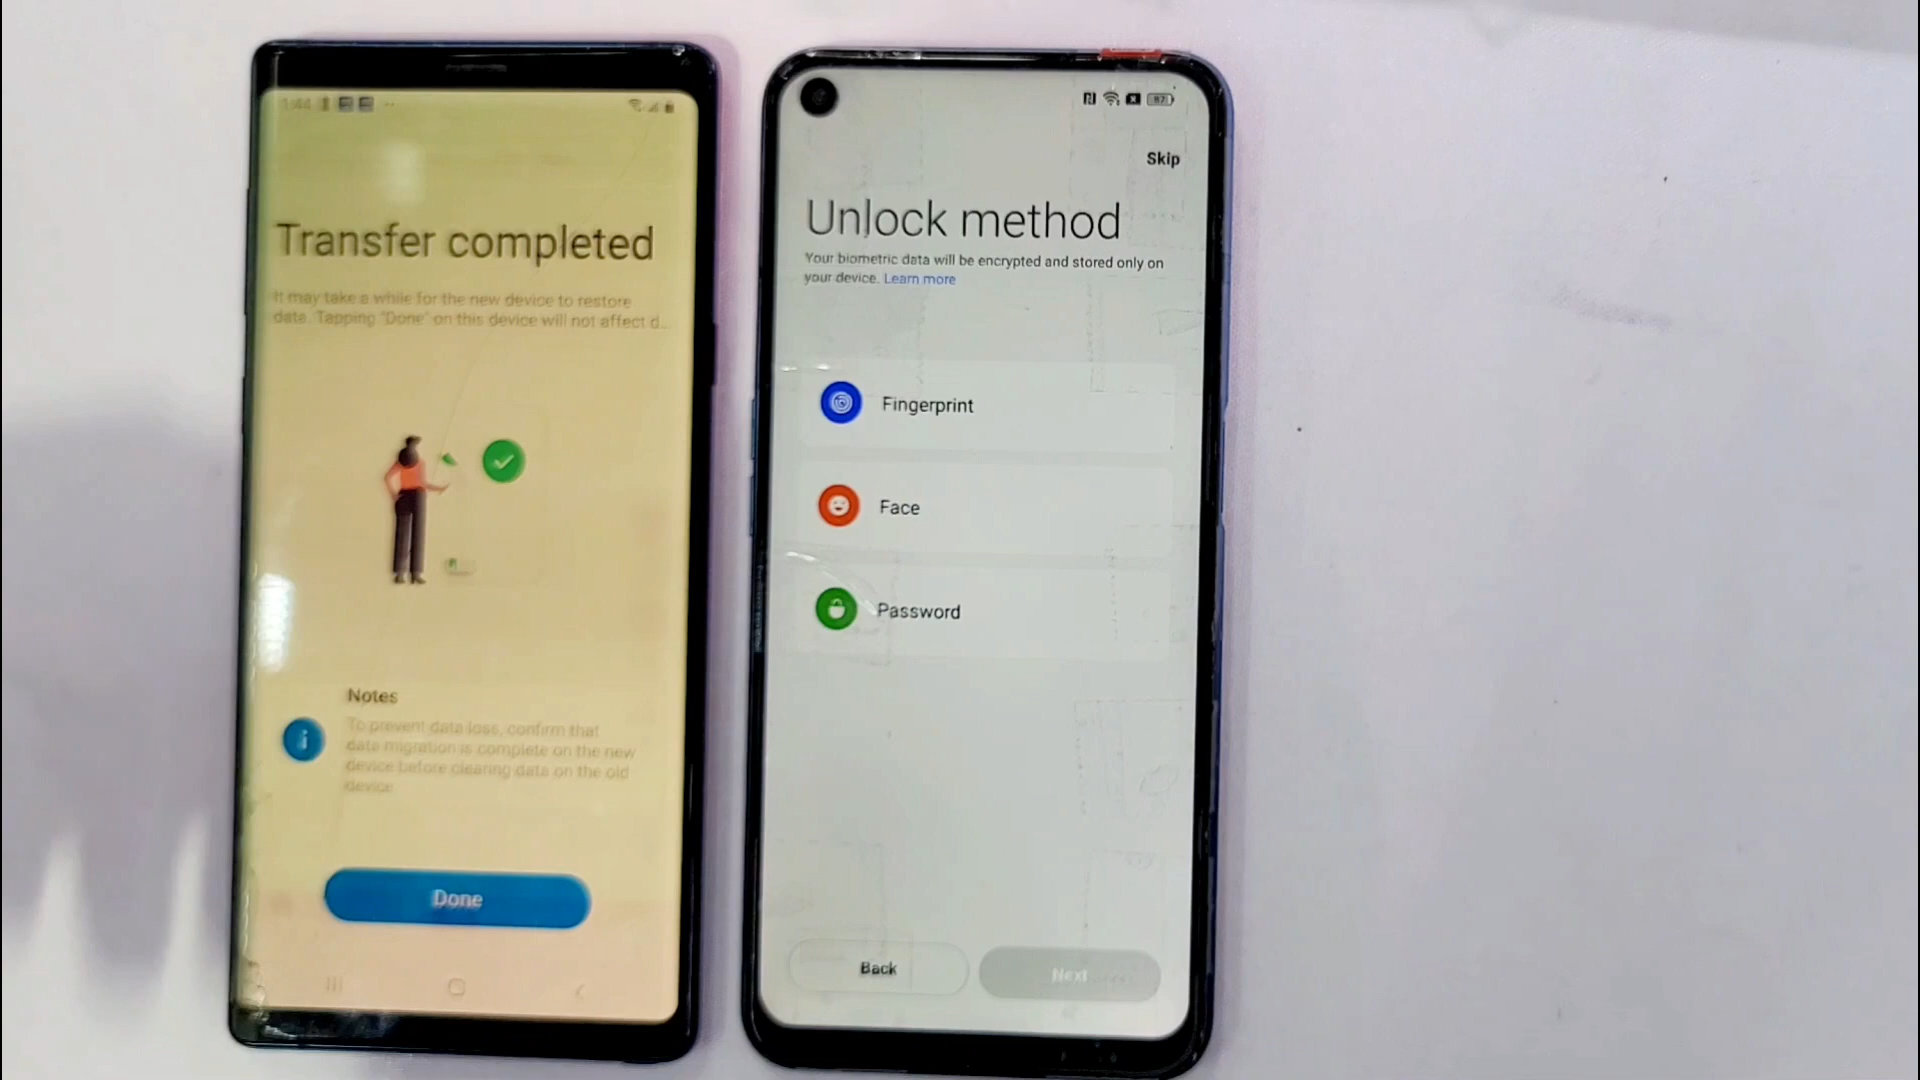 1:44
Transfer completed
It may take a while for the new device to restore
data. Tapping "Done" on this device will not affect d...
Notes
To prevent data loss, confirm that
data migration is complete on the new
device before clearing data on the old
device
Done
87
Skip
Unlock method
Your biometric data will be encrypted and stored only on
your device. Learn more
Fingerprint
Face
Password
Back
Next